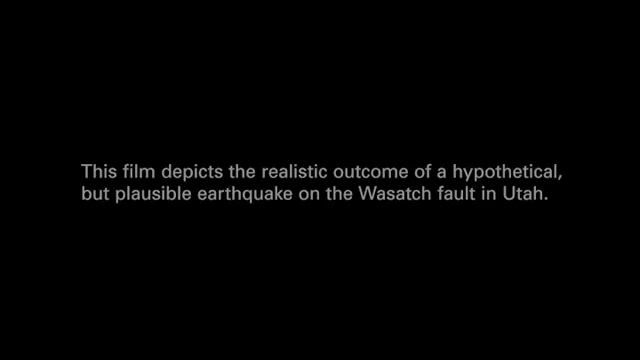 This film depicts the realistic outcome of a hypothetical,
but plausible earthquake on the Wasatch fault in Utah.